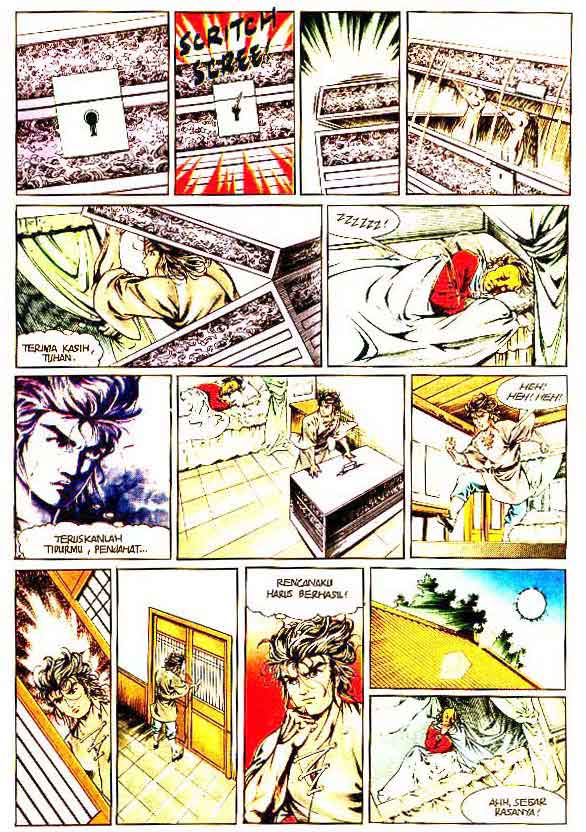 SCRITCH
SCREE!
TERIMA KASIH,
TUHAN.
ZZZZZZ!
TERUSKANLAH
TIDURMU, PENJAHAT...
HEH!
HEH! HEH!
RENCANAKU
HARUS BERHASIL!
AHH, SEGAR
RASANYA!